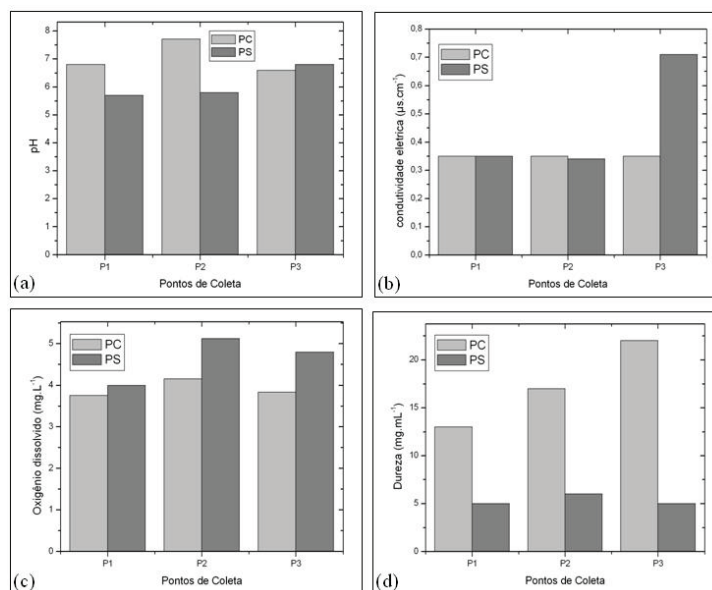 8
7
6
5
4
3
2
1
0
pH
PC
PS
P1 P2 P3
Pontos de Coleta
(a)
0,8
0,7
0,6
0,5
0,4
0,3
0,2
0,1
0,0
condutividade eletrica (µs.cm⁻¹)
PC
PS
P1 P2 P3
Pontos de Coleta
(b)
5
4
3
2
1
0
Oxigênio dissolvido (mg.L⁻¹)
PC
PS
P1 P2 P3
Pontos de Coleta
(c)
20
15
10
5
0
Dureza (mg.mL⁻¹)
PC
PS
P1 P2 P3
Pontos de Coleta
(d)